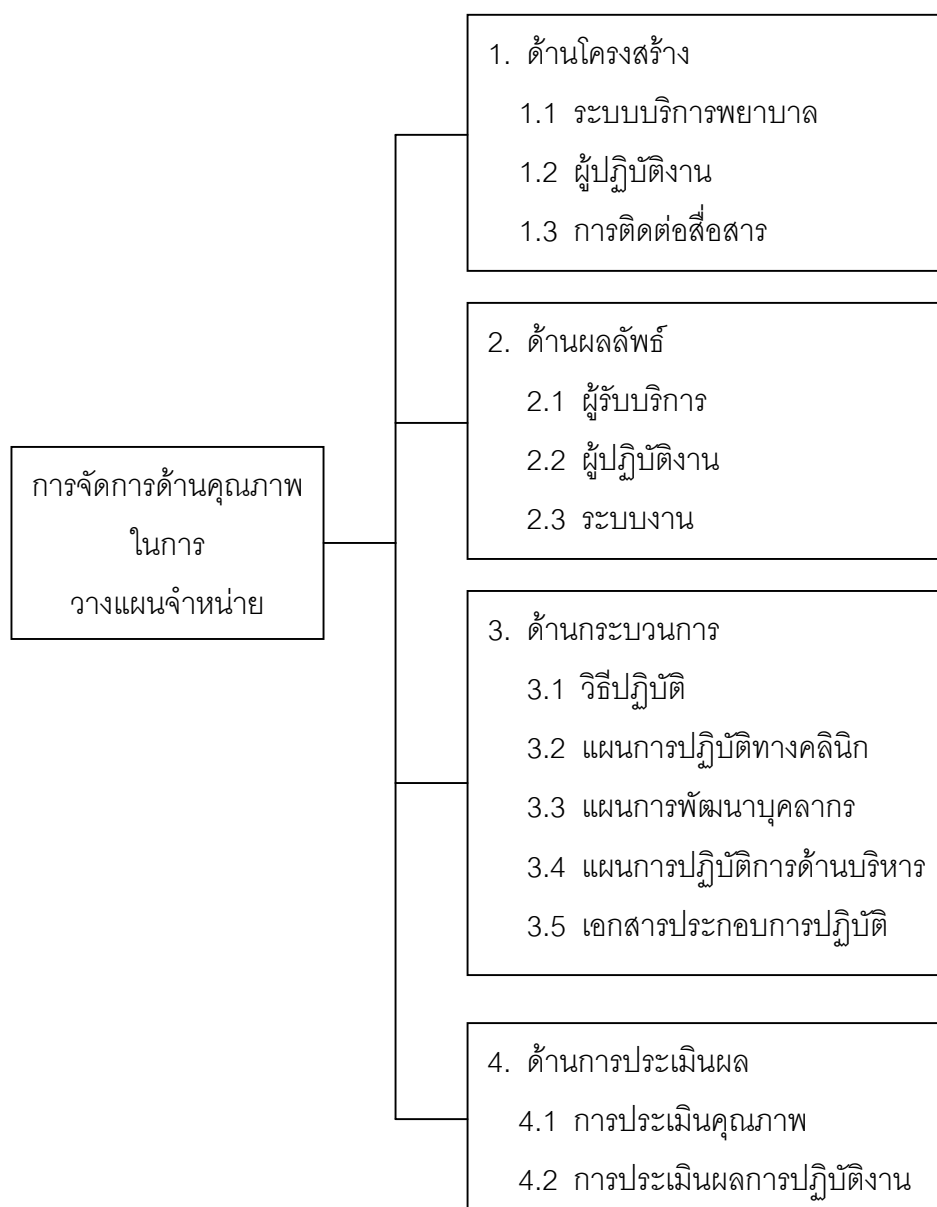 การจัดการด้านคุณภาพ
ในการ
วางแผนจำหน่าย
1. ด้านโครงสร้าง
1.1 ระบบบริการพยาบาล
1.2 ผู้ปฏิบัติงาน
1.3 การติดต่อสื่อสาร
2. ด้านผลลัพธ์
2.1 ผู้รับบริการ
2.2 ผู้ปฏิบัติงาน
2.3 ระบบงาน
3. ด้านกระบวนการ
3.1 วิธีปฏิบัติ
3.2 แผนการปฏิบัติทางคลินิก
3.3 แผนการพัฒนาบุคลากร
3.4 แผนการปฏิบัติการด้านบริหาร
3.5 เอกสารประกอบการปฏิบัติ
4. ด้านการประเมินผล
4.1 การประเมินคุณภาพ
4.2 การประเมินผลการปฏิบัติงาน